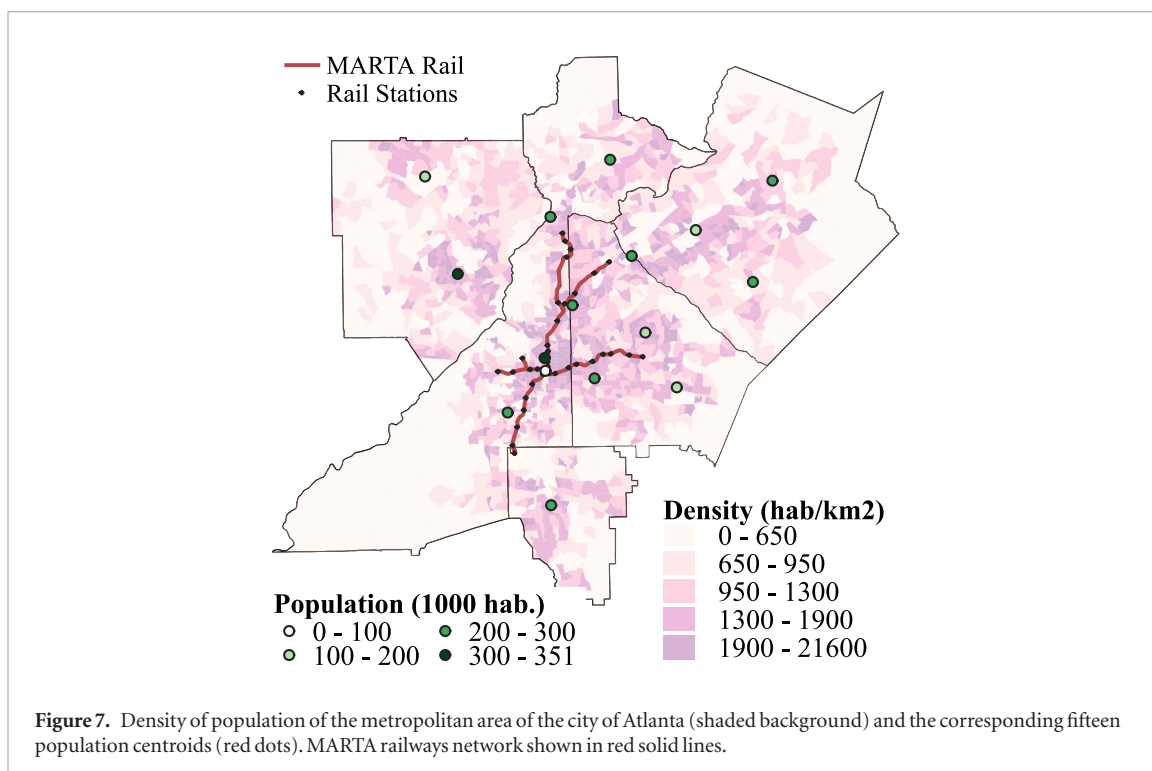 MARTA Rail
Rail Stations
Density (hab/km2)
0 - 650
650 - 950
950 - 1300
1300 - 1900
1900 - 21600
Population (1000 hab.)
0 - 100
200 - 300
100 - 200
300 - 351
Figure 7. Density of population of the metropolitan area of the city of Atlanta (shaded background) and the corresponding fifteen
population centroids (red dots). MARTA railways network shown in red solid lines.